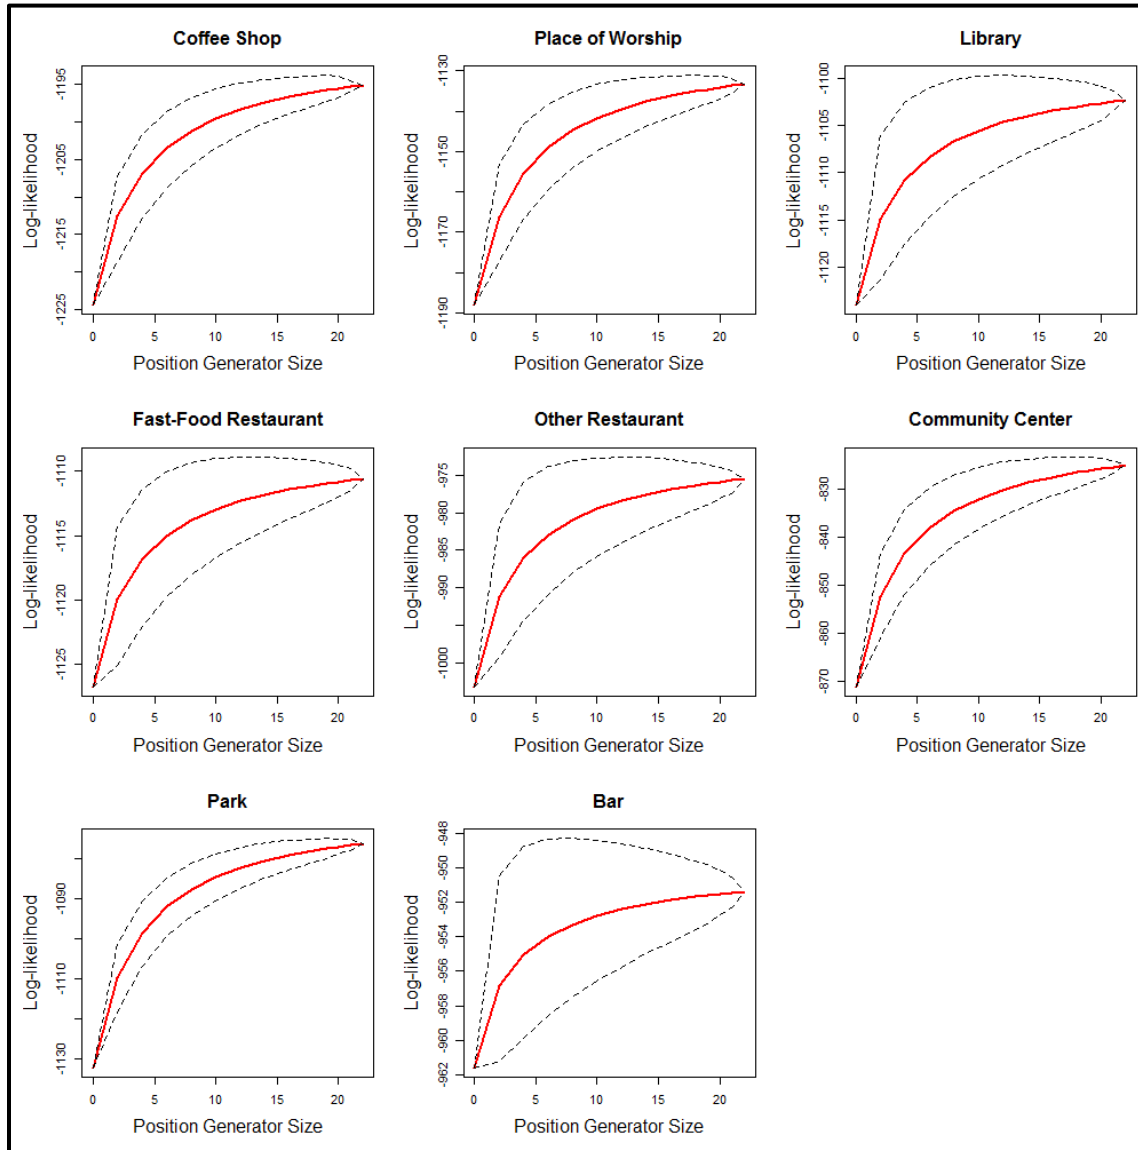 Coffee Shop
Place of Worship
Library
Log-likelihood
-1195
-1205
-1215
-1225
0 5 10 15 20
Position Generator Size
Log-likelihood
-1130
-1150
-1170
-1190
0 5 10 15 20
Position Generator Size
Log-likelihood
-1100
-1105
-1110
-1115
-1120
0 5 10 15 20
Position Generator Size
Fast-Food Restaurant
Other Restaurant
Community Center
Log-likelihood
-1110
-1115
-1120
-1125
0 5 10 15 20
Position Generator Size
Log-likelihood
-975
-980
-985
-990
-1000
0 5 10 15 20
Position Generator Size
Log-likelihood
-830
-840
-850
-860
-870
0 5 10 15 20
Position Generator Size
Park
Bar
Log-likelihood
-1090
-1110
-1130
0 5 10 15 20
Position Generator Size
Log-likelihood
-948
-950
-952
-954
-956
-958
-960
-962
0 5 10 15 20
Position Generator Size